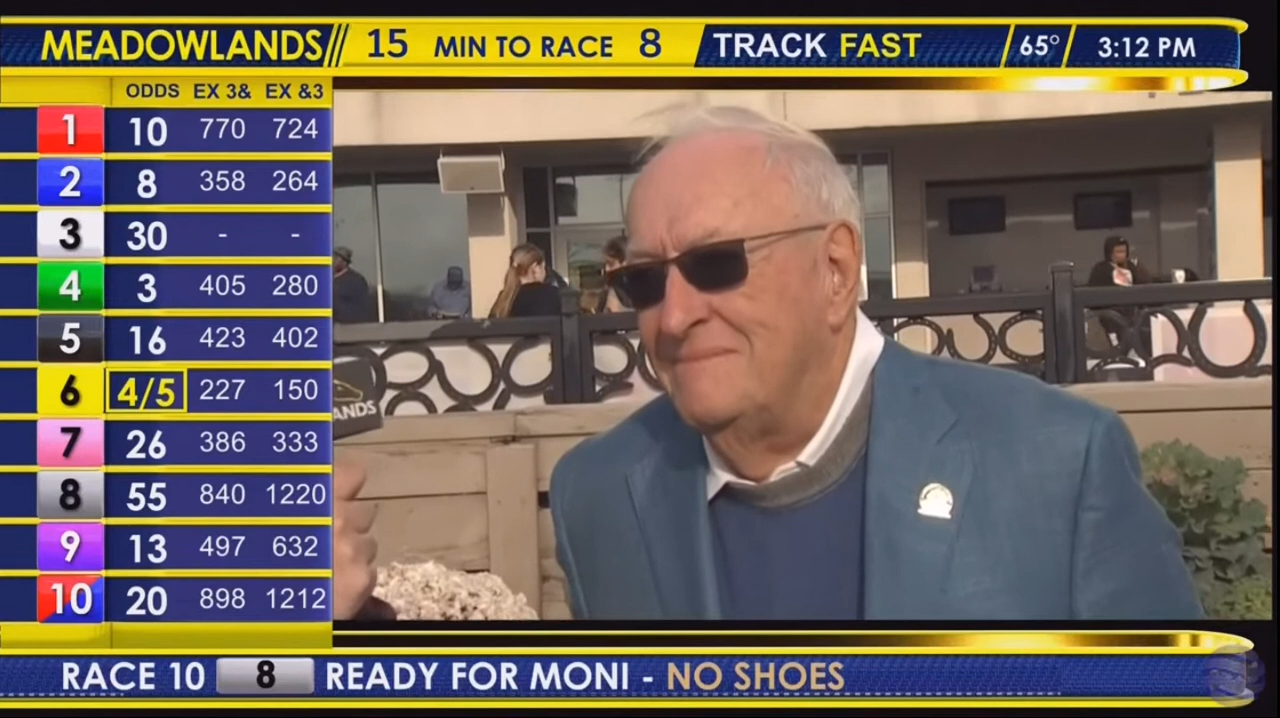 MEADOWLANDS 15 MIN TO RACE 8 TRACK FAST 65° 3:12 PM
ODDS EX 3& EX &3
1 10 770 724
2 8 358 264
3 30 - -
4 3 405 280
5 16 423 402
6 4/5 227 150
7 26 386 333
8 55 840 1220
9 13 497 632
10 20 898 1212
ANDS
RACE 10 8 READY FOR MONI - NO SHOES